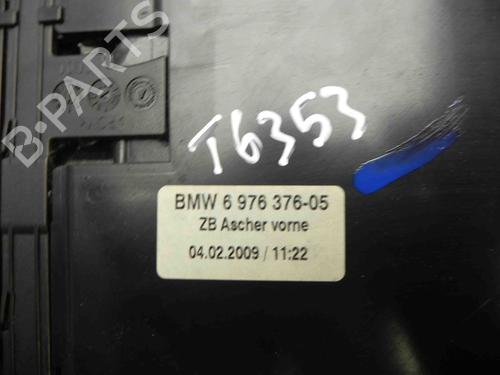 B-PARTS
T6353
BMW 6 976 376-05
ZB Ascher vorne
04.02.2009 / 11:22